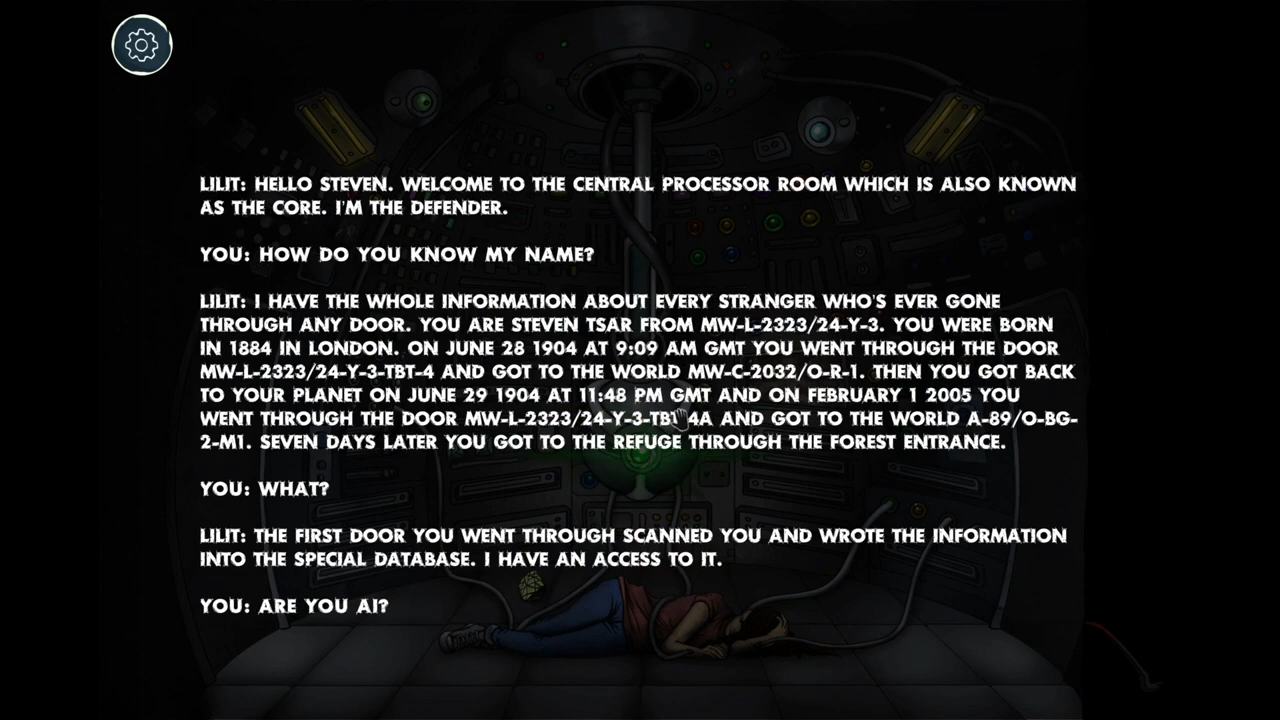 LILIT: HELLO STEVEN. WELCOME TO THE CENTRAL PROCESSOR ROOM WHICH IS ALSO KNOWN
AS THE CORE. I'M THE DEFENDER.
YOU: HOW DO YOU KNOW MY NAME?
LILIT: I HAVE THE WHOLE INFORMATION ABOUT EVERY STRANGER WHO'S EVER GONE
THROUGH ANY DOOR. YOU ARE STEVEN TSAR FROM MW-L-2323/24-Y-3. YOU WERE BORN
IN 1884 IN LONDON. ON JUNE 28 1904 AT 9:09 AM GMT YOU WENT THROUGH THE DOOR
MW-L-2323/24-Y-3-TBT-4 AND GOT TO THE WORLD MW-C-2032/O-R-1. THEN YOU GOT BACK
TO YOUR PLANET ON JUNE 29 1904 AT 11:48 PM GMT AND ON FEBRUARY 1 2005 YOU
WENT THROUGH THE DOOR AND GOT TO THE WORLD A-89/O-BG-
2-M1. SEVEN DAYS LATER YOU GOT TO THE REFUGE THROUGH THE FOREST ENTRANCE.
YOU: WHAT?
LILIT: THE FIRST DOOR YOU WENT THROUGH SCANNED YOU AND WROTE THE INFORMATION
INTO THE SPECIAL DATABASE. I HAVE AN ACCESS TO IT.
YOU: ARE YOU AI?